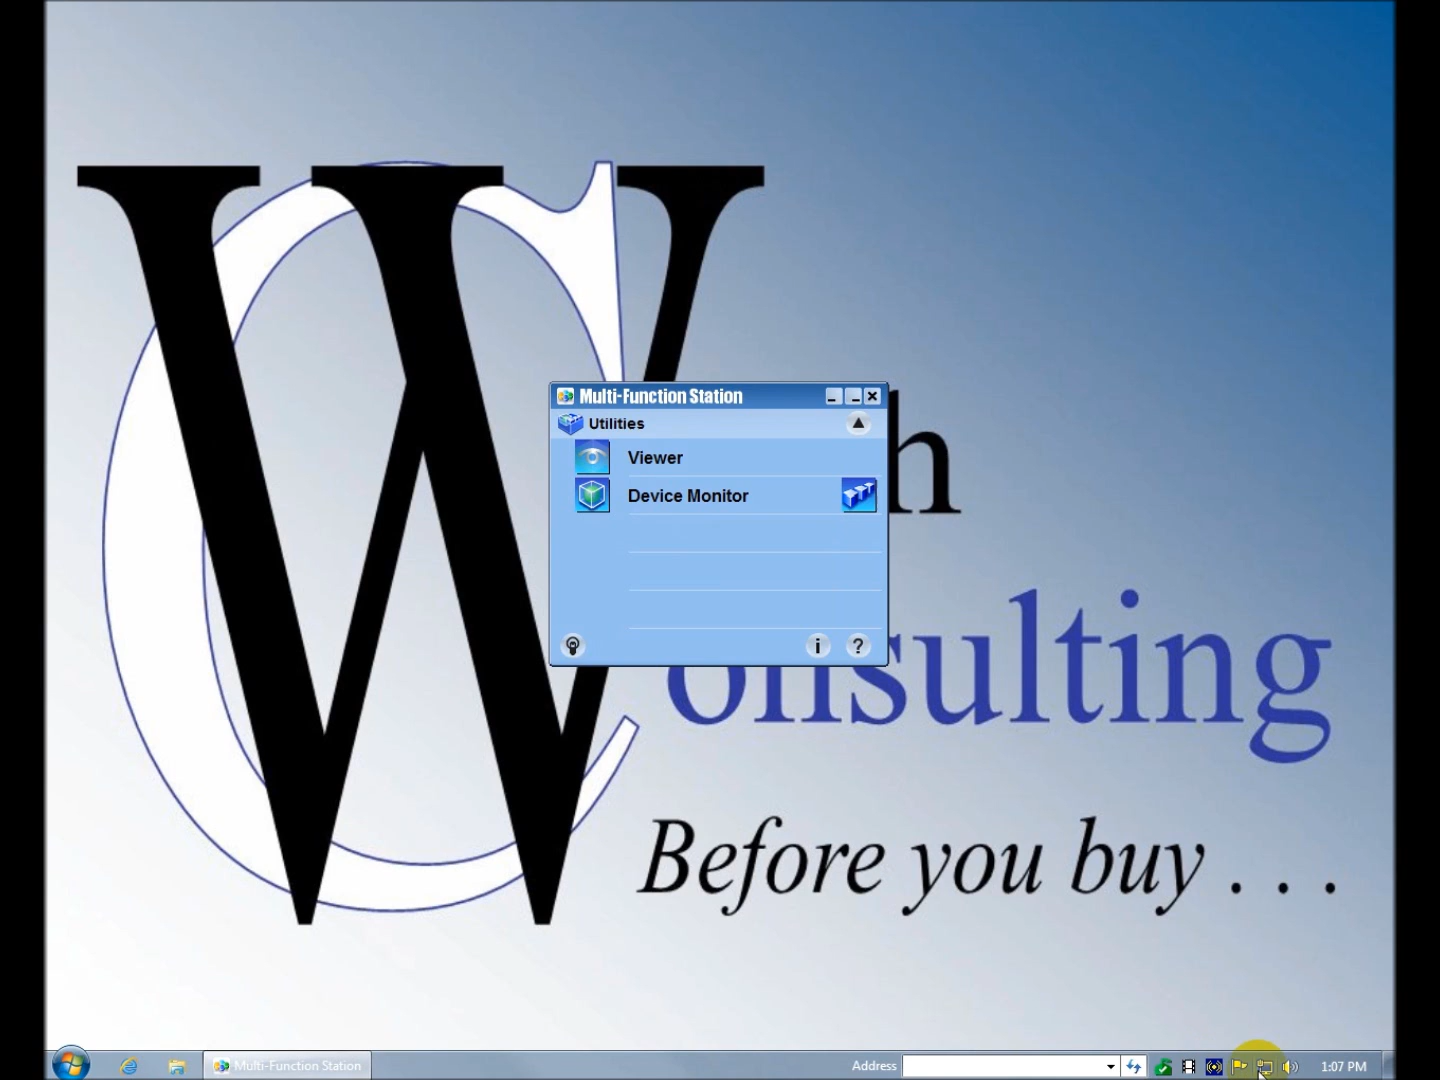 Multi-Function Station
Utilities
Viewer
Device Monitor
i ?
h
onsulting
Before you buy . . .
Multi-Function Station
Address
1:07 PM